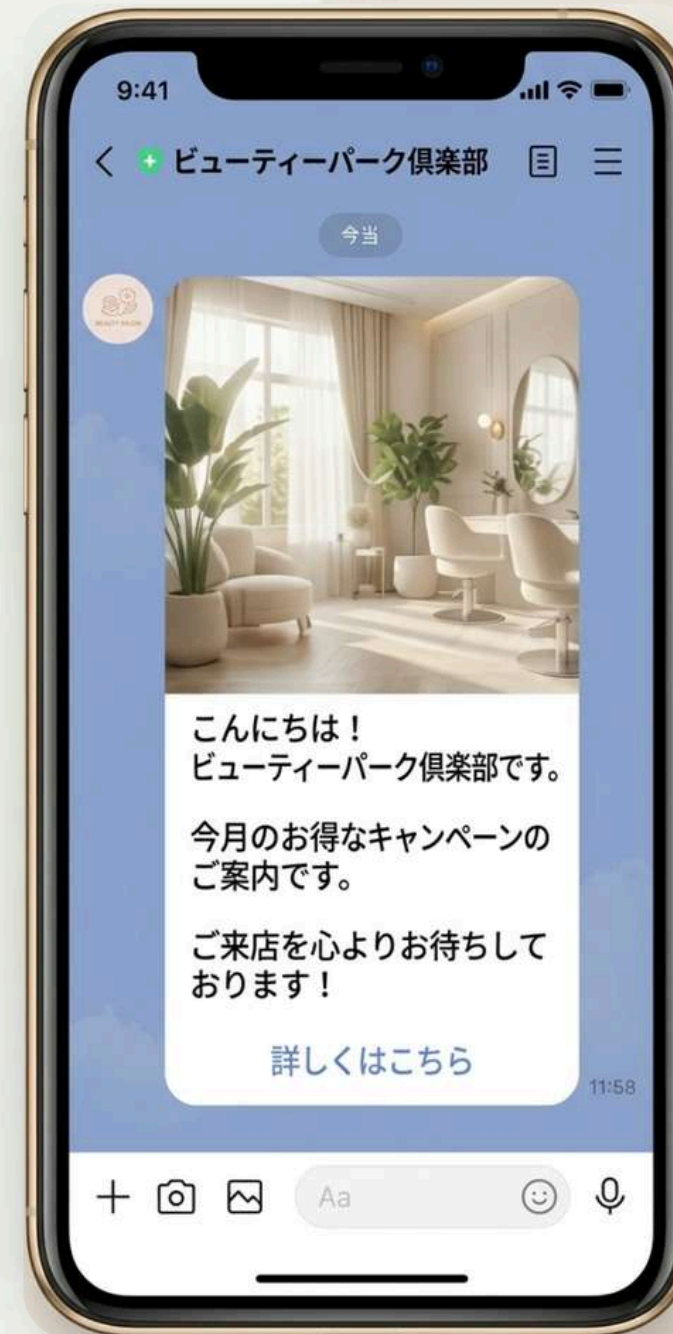 9:41
ビューティーパーク倶楽部
今当
BEAUTY SALON
こんにちは！
ビューティーパーク倶楽部です。
今月のお得なキャンペーンの
ご案内です。
ご来店を心よりお待ちして
おります！
詳しくはこちら
11:58
Aa